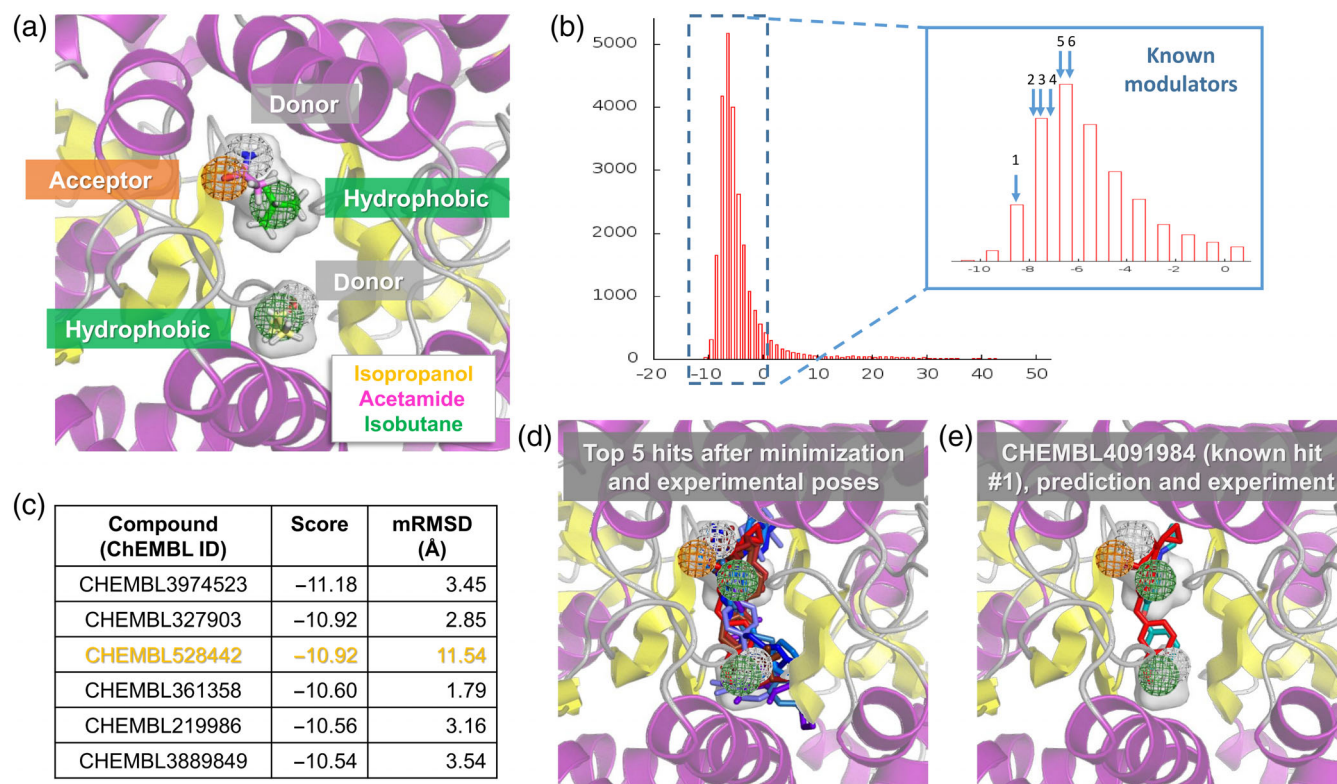 (a)
Donor
Acceptor
Hydrophobic
Donor
Hydrophobic
Isopropanol
Acetamide
Isobutane
(b)
5000
4000
3000
2000
1000
0
-20 -10 0 10 20 30 40 50
Known
modulators
5 6
2 3 4
1
-10 -8 -6 -4 -2 0
(c)
Compound (ChEMBL ID) Score mRMSD (Å)
CHEMBL3974523 −11.18 3.45
CHEMBL327903 −10.92 2.85
CHEMBL528442 −10.92 11.54
CHEMBL361358 −10.60 1.79
CHEMBL219986 −10.56 3.16
CHEMBL3889849 −10.54 3.54
(d)
Top 5 hits after minimization
and experimental poses
(e)
CHEMBL4091984 (known hit
#1), prediction and experiment